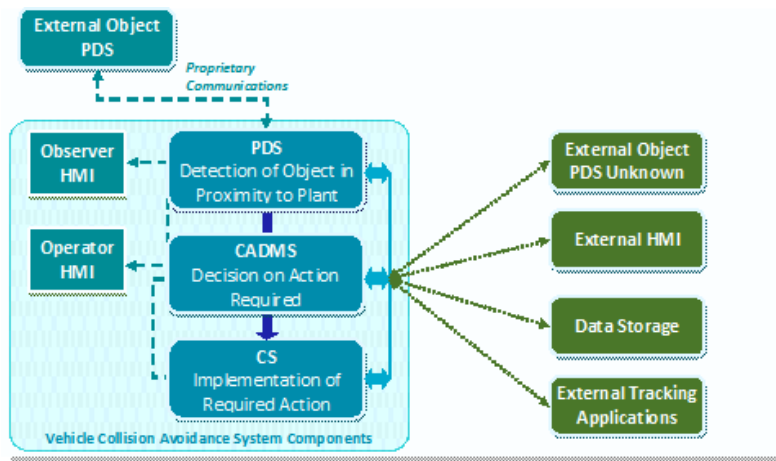 External Object
PDS
Proprietary
Communications
Observer
HMI
PDS
Detection of Object in
Proximity to Plant
Operator
HMI
CADMS
Decision on Action
Required
CS
Implementation of
Required Action
Vehicle Collision Avoidance System Components
External Object
PDS Unknown
External HMI
Data Storage
External Tracking
Applications